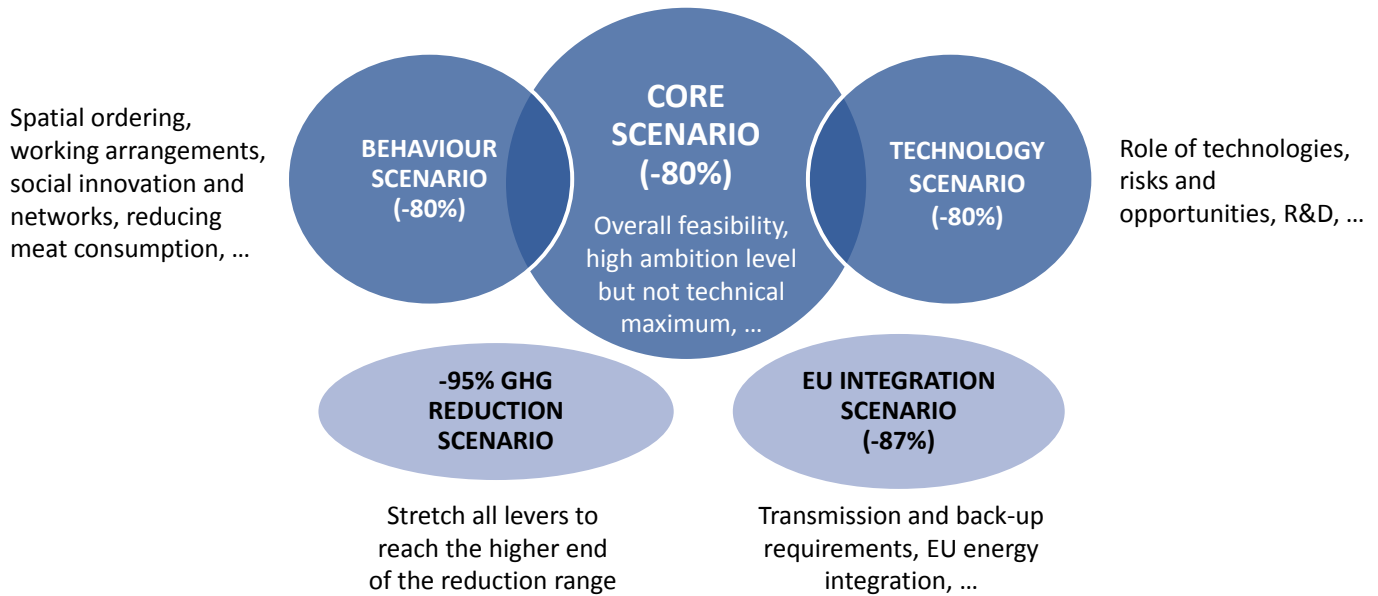 Spatial ordering,
working arrangements,
social innovation and
networks, reducing
meat consumption, …
BEHAVIOUR
SCENARIO
(-80%)
CORE
SCENARIO
(-80%)
Overall feasibility,
high ambition level
but not technical
maximum, …
TECHNOLOGY
SCENARIO
(-80%)
Role of technologies,
risks and
opportunities, R&D, …
-95% GHG
REDUCTION
SCENARIO
Stretch all levers to
reach the higher end
of the reduction range
EU INTEGRATION
SCENARIO
(-87%)
Transmission and back-up
requirements, EU energy
integration, …